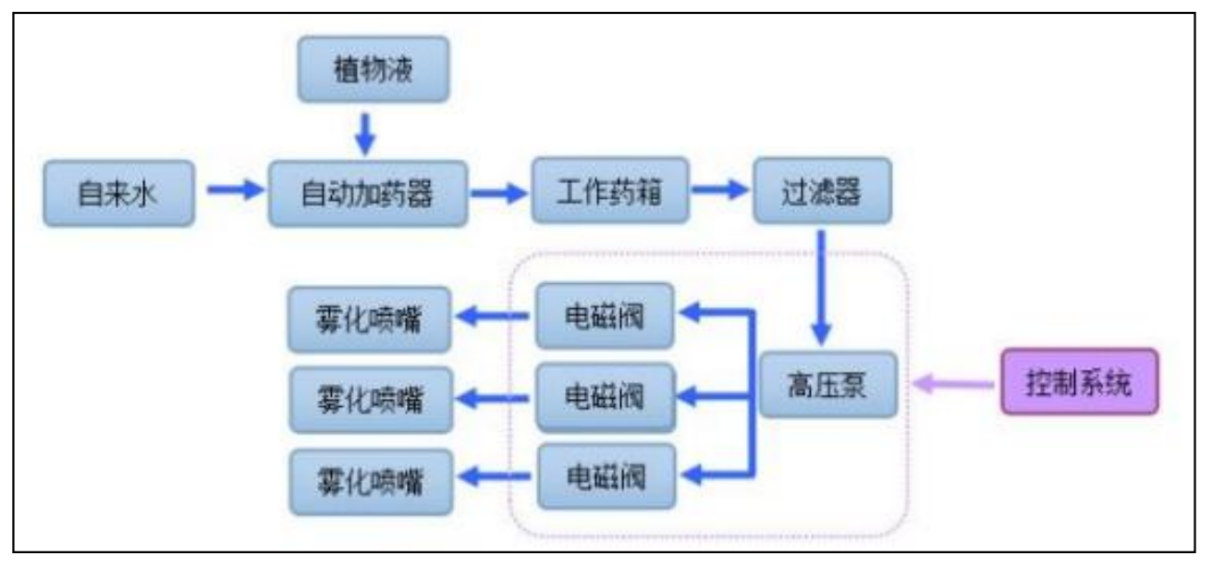 植物液
自来水
自动加药器
工作药箱
过滤器
雾化喷嘴
电磁阀
雾化喷嘴
电磁阀
高压泵
控制系统
雾化喷嘴
电磁阀